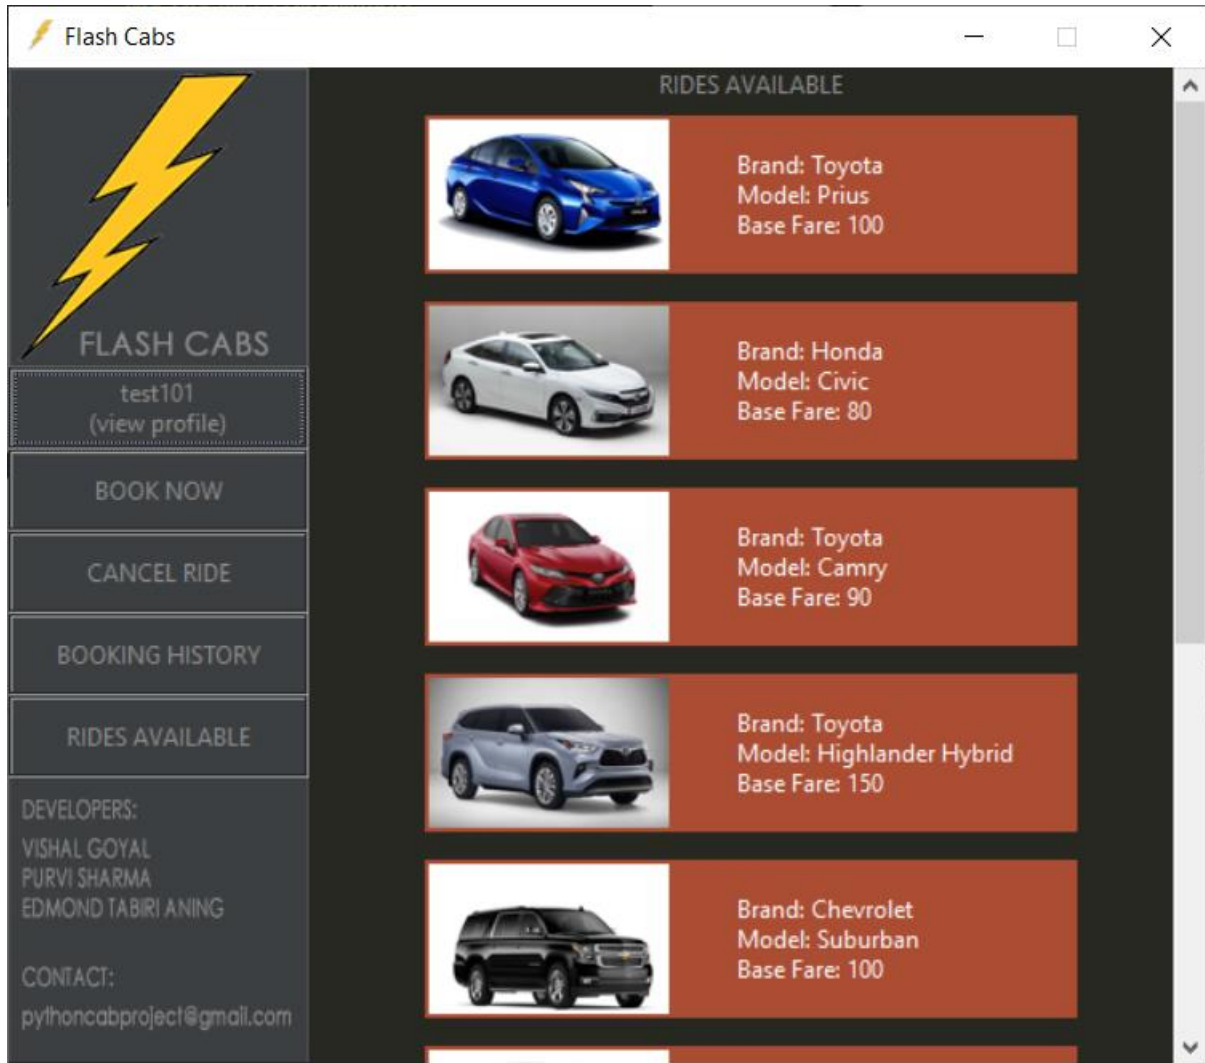 Flash Cabs
FLASH CABS
test101
(view profile)
BOOK NOW
CANCEL RIDE
BOOKING HISTORY
RIDES AVAILABLE
DEVELOPERS:
VISHAL GOYAL
PURVI SHARMA
EDMOND TABIRI ANING
CONTACT:
pythoncabproject@gmail.com
RIDES AVAILABLE
Brand: Toyota
Model: Prius
Base Fare: 100
Brand: Honda
Model: Civic
Base Fare: 80
Brand: Toyota
Model: Camry
Base Fare: 90
Brand: Toyota
Model: Highlander Hybrid
Base Fare: 150
Brand: Chevrolet
Model: Suburban
Base Fare: 100